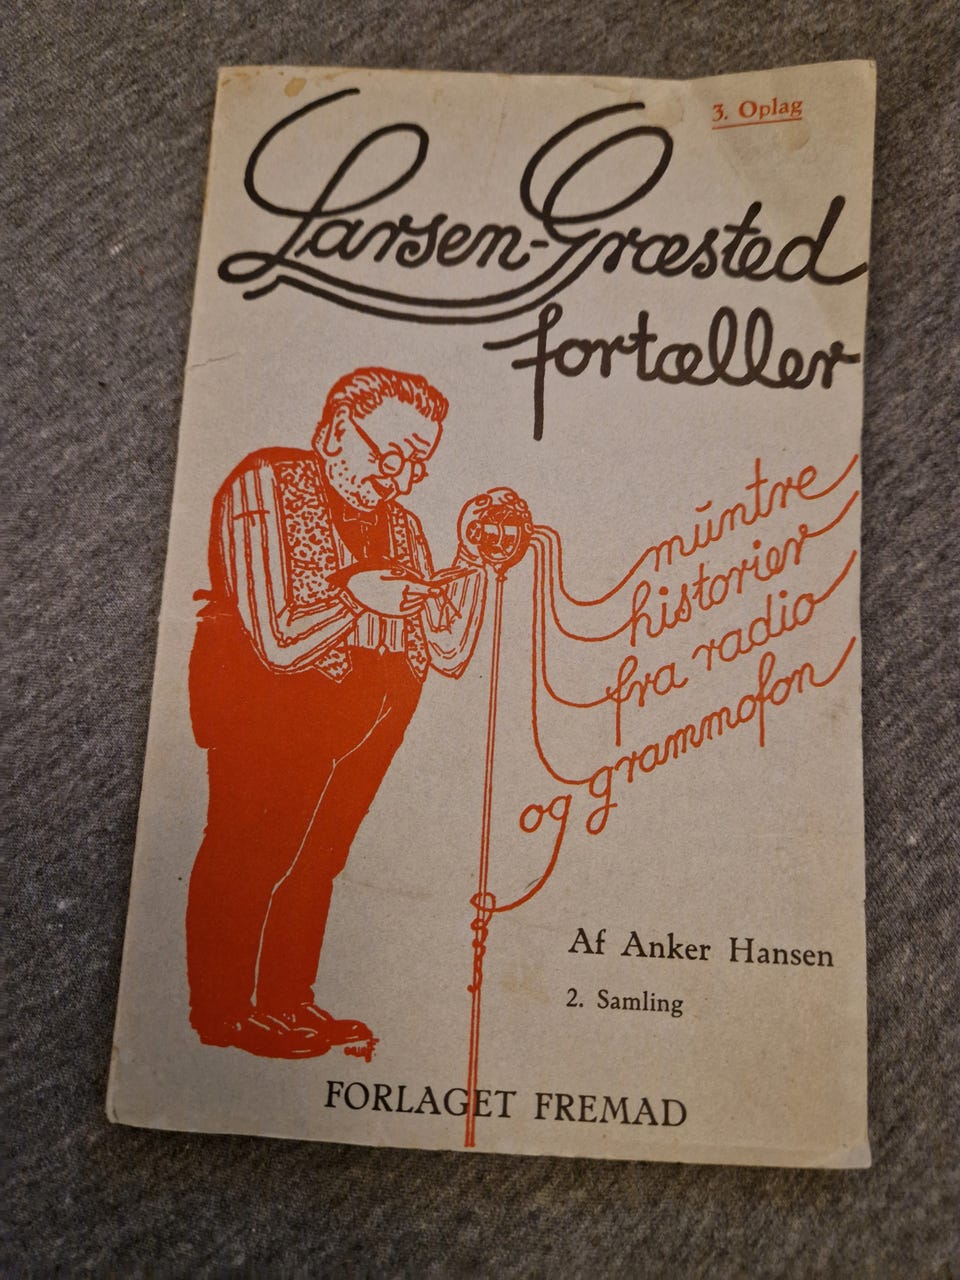 3. Oplag
Larsen-Græsted
fortæller
muntre
historier
fra radio
og grammofon
Af Anker Hansen
2. Samling
FORLAGET FREMAD